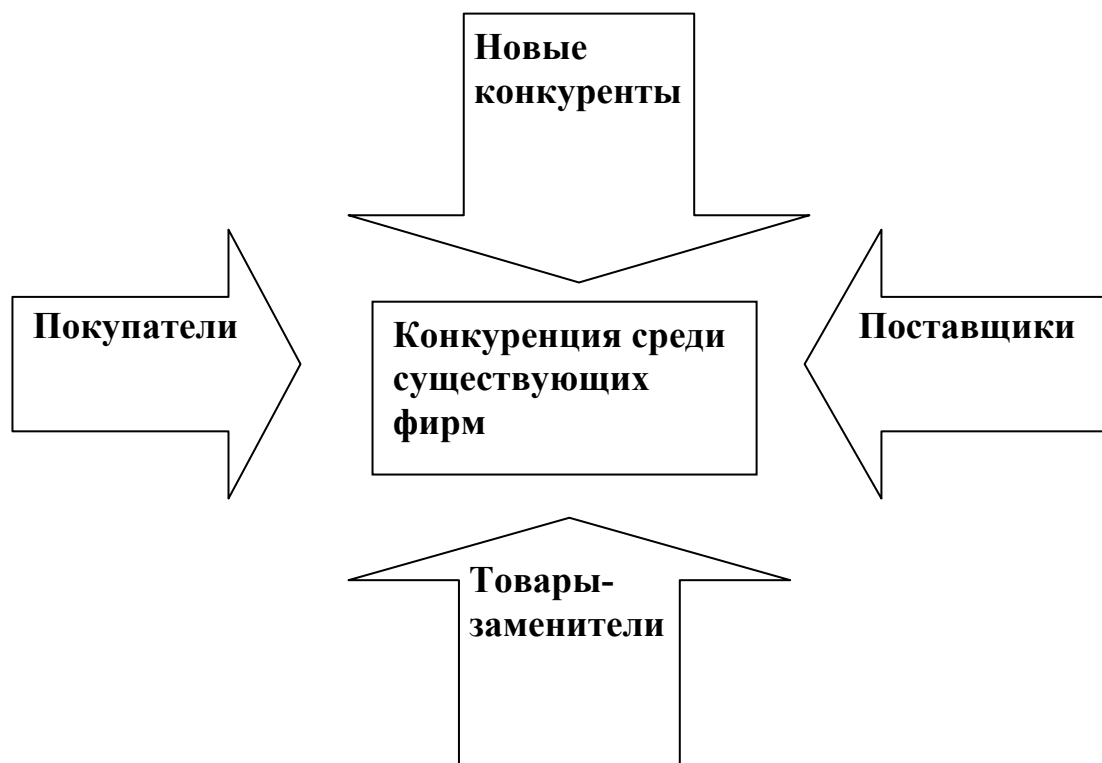 Новые
конкуренты
Покупатели
Конкуренция среди
существующих
фирм
Поставщики
Товары-
заменители